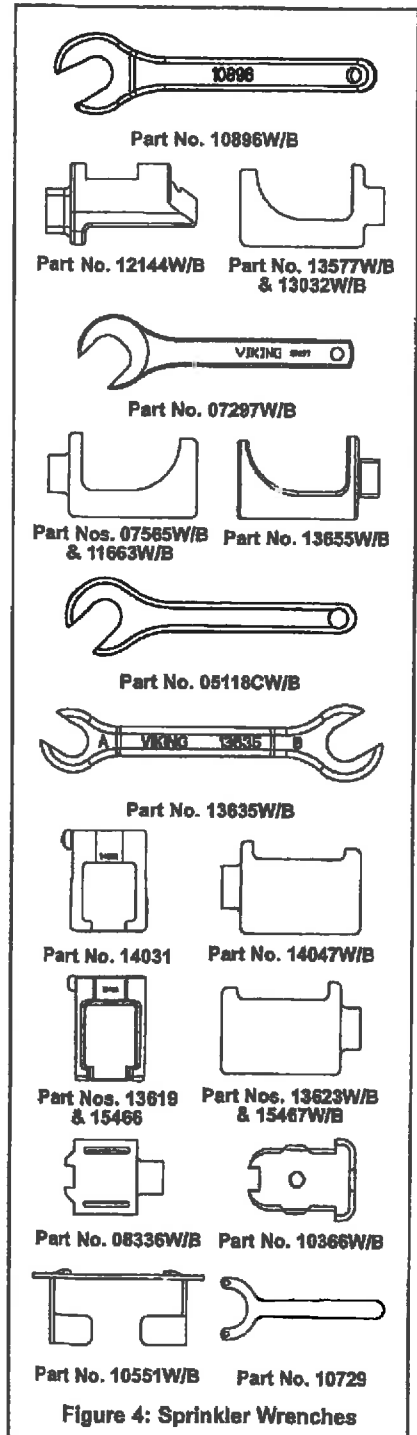 10896
Part No. 10896W/B
Part No. 12144W/B
Part No. 13577W/B
& 13032W/B
VIKING
Part No. 07297W/B
Part Nos. 07565W/B
& 11663W/B
Part No. 13655W/B
Part No. 05118CW/B
A VIKING 13635 B
Part No. 13635W/B
Part No. 14031
Part No. 14047W/B
Part Nos. 13619
& 15466
Part Nos. 13623W/B
& 15467W/B
Part No. 08336W/B
Part No. 10366W/B
Part No. 10551W/B
Part No. 10729
Figure 4: Sprinkler Wrenches